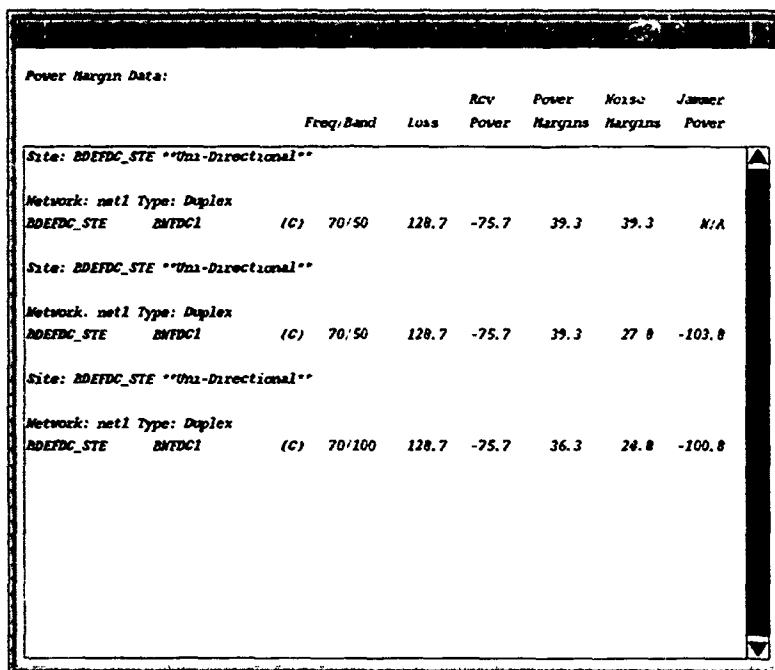 Power Margin Data:
Rcv Power Noise Jammer
Freq/Band Loss Power Margins Margins Power
Site: BDEFDC_STE **Uni-Directional**
Network: net1 Type: Duplex
BDEFDC_STE BNFDC1 (C) 70/50 128.7 -75.7 39.3 39.3 N/A
Site: BDEFDC_STE **Uni-Directional**
Network. net1 Type: Duplex
BDEFDC_STE BNFDC1 (C) 70/50 128.7 -75.7 39.3 27 8 -103.8
Site: BDEFDC_STE **Uni-Directional**
Network: net1 Type: Duplex
BDEFDC_STE BNFDC1 (C) 70/100 128.7 -75.7 36.3 24.8 -100.8